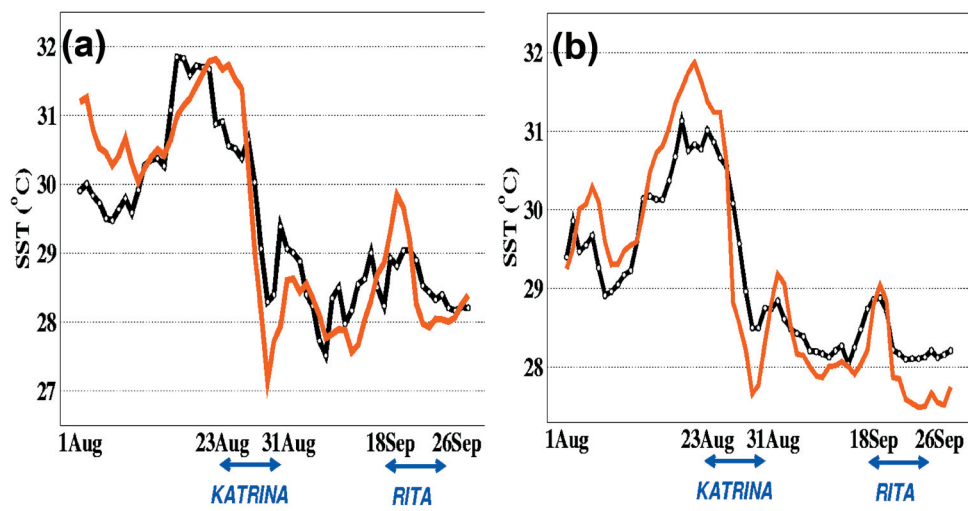 (a)
SST (°C)
32
31
30
29
28
27
1Aug 23Aug 31Aug 18Sep 26Sep
KATRINA RITA
(b)
SST (°C)
32
31
30
29
28
1Aug 23Aug 31Aug 18Sep 26Sep
KATRINA RITA